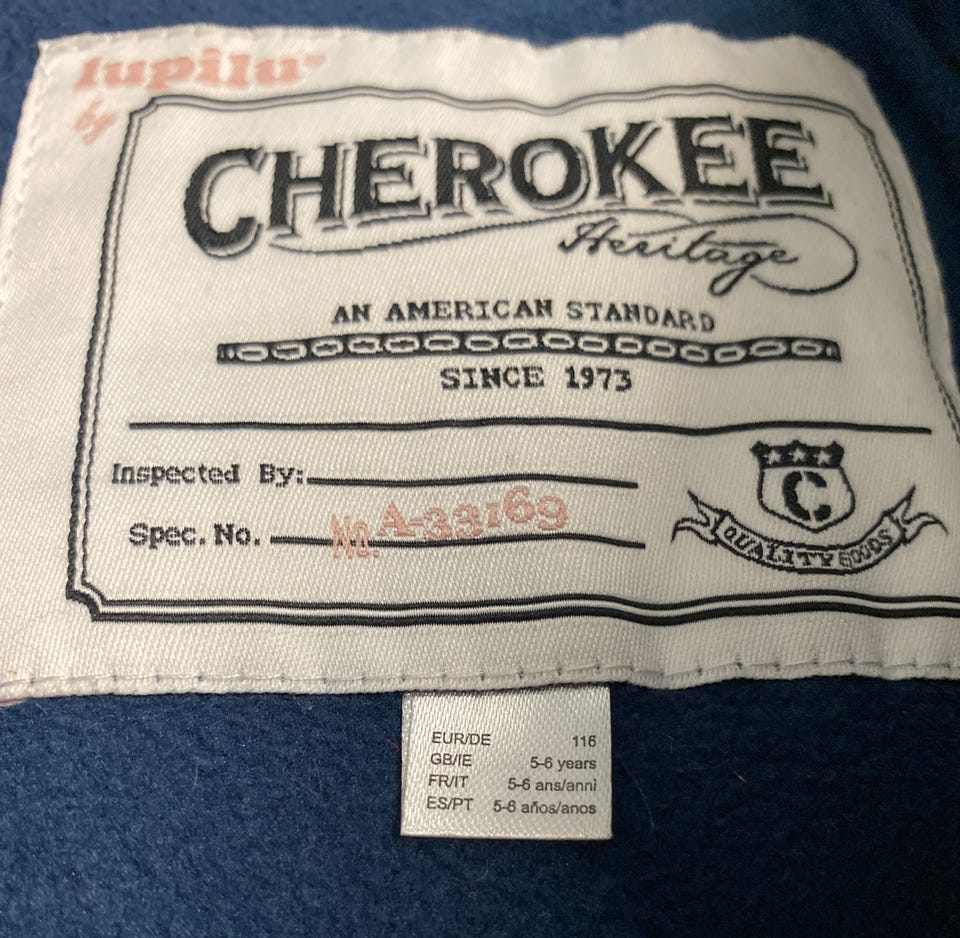 lupilu®
by
CHEROKEE
Heritage
AN AMERICAN STANDARD
SINCE 1973
Inspected By:
Spec. No. No. A-33169
C
QUALITY GOODS
EUR/DE 116
GB/IE 5-6 years
FR/IT 5-6 ans/anni
ES/PT 5-6 años/anos